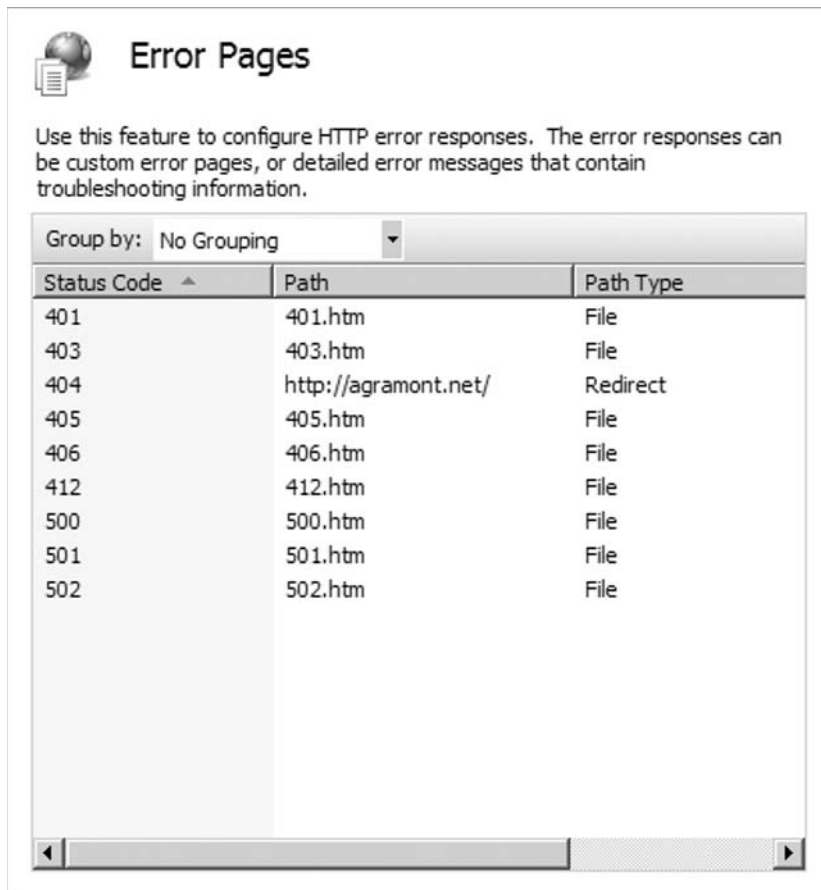 Error Pages
Use this feature to configure HTTP error responses. The error responses can
be custom error pages, or detailed error messages that contain
troubleshooting information.
Group by: No Grouping
Status Code Path Path Type
401 401.htm File
403 403.htm File
404 http://agramont.net/ Redirect
405 405.htm File
406 406.htm File
412 412.htm File
500 500.htm File
501 501.htm File
502 502.htm File